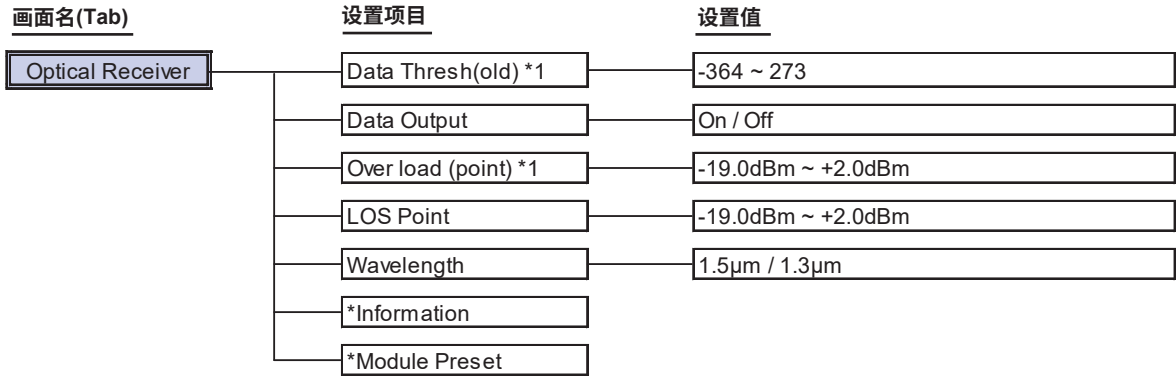 画面名(Tab) 设置项目 设置值
Optical Receiver Data Thresh(old) *1 -364 ~ 273
Data Output On / Off
Over load (point) *1 -19.0dBm ~ +2.0dBm
LOS Point -19.0dBm ~ +2.0dBm
Wavelength 1.5μm / 1.3μm
*Information
*Module Preset